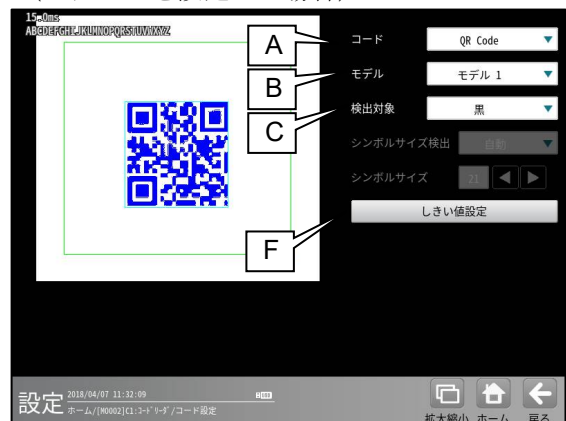 15.0ms
ABCDEFGHIJKLMNOPQRSTUVWXYZ
A
コード
QR Code
B
モデル
モデル 1
C
検出対象
黒
シンボルサイズ検出
自動
シンボルサイズ
21
しきい値設定
F
設定
2018/04/07 11:32:09
ホーム/[M0002]C1:コードリーダ/コード設定
拡大縮小
ホーム
戻る